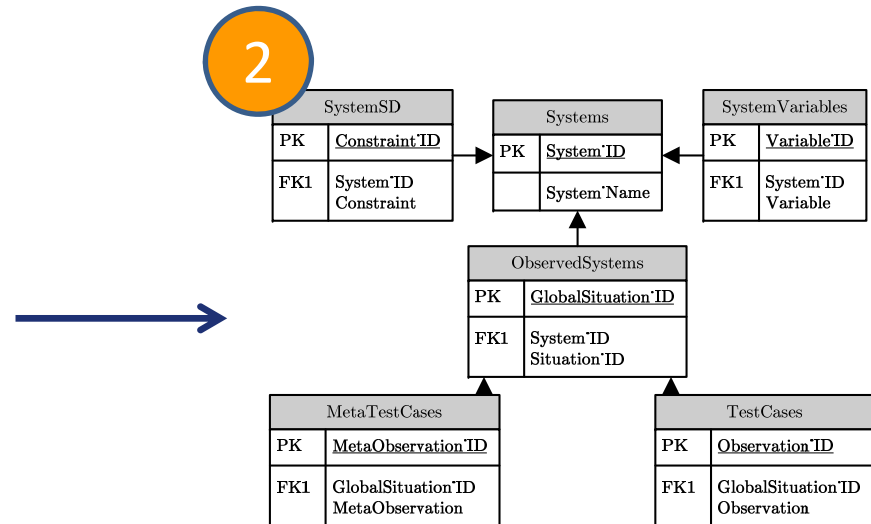 2
SystemSD
PK Constraint˙ID
FK1 System˙ID
Constraint
Systems
PK System˙ID
System˙Name
SystemVariables
PK Variable˙ID
FK1 System˙ID
Variable
ObservedSystems
PK GlobalSituation˙ID
FK1 System˙ID
Situation˙ID
MetaTestCases
PK MetaObservation˙ID
FK1 GlobalSituation˙ID
MetaObservation
TestCases
PK Observation˙ID
FK1 GlobalSituation˙ID
Observation